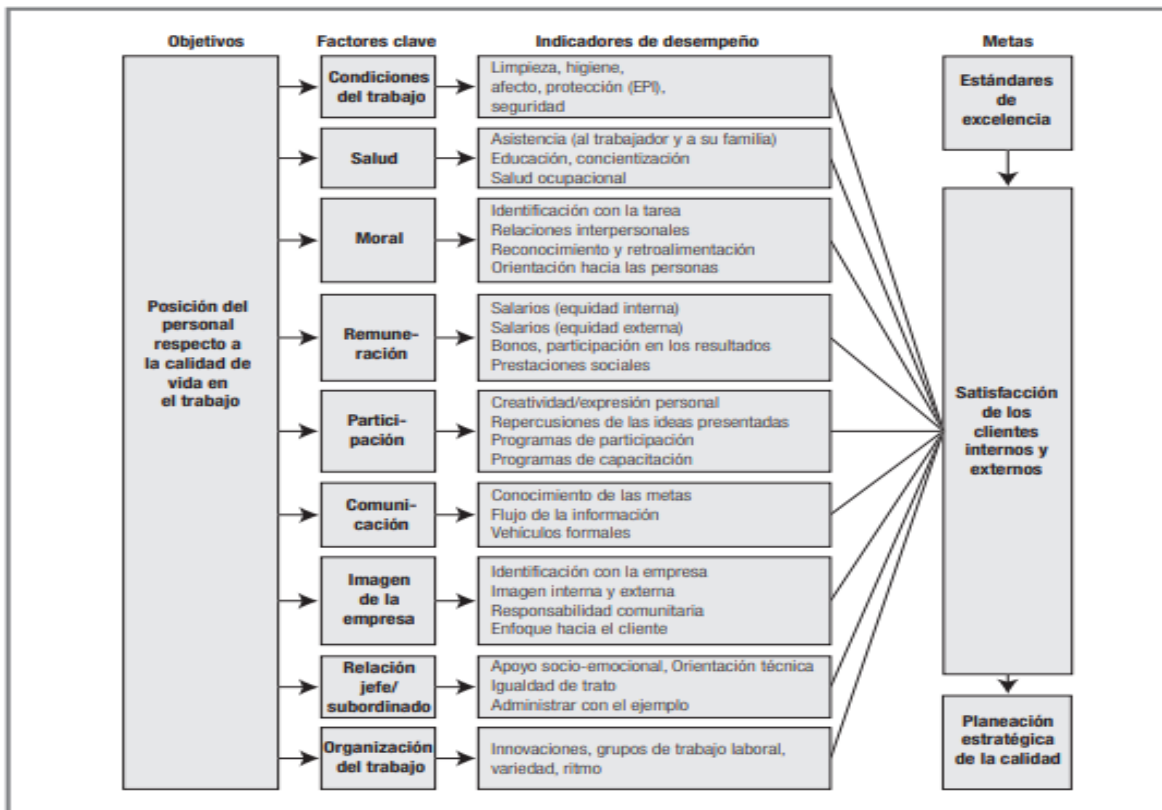 Objetivos
Factores clave
Indicadores de desempeño
Metas
Posición del
personal
respecto a
la calidad de
vida en
el trabajo
Condiciones
del trabajo
Limpieza, higiene,
afecto, protección (EPI),
seguridad
Salud
Asistencia (al trabajador y a su familia)
Educación, concientización
Salud ocupacional
Moral
Identificación con la tarea
Relaciones interpersonales
Reconocimiento y retroalimentación
Orientación hacia las personas
Remune-
ración
Salarios (equidad interna)
Salarios (equidad externa)
Bonos, participación en los resultados
Prestaciones sociales
Partici-
pación
Creatividad/expresión personal
Repercusiones de las ideas presentadas
Programas de participación
Programas de capacitación
Comuni-
cación
Conocimiento de las metas
Flujo de la información
Vehículos formales
Imagen
de la
empresa
Identificación con la empresa
Imagen interna y externa
Responsabilidad comunitaria
Enfoque hacia el cliente
Relación
jefe/
subordinado
Apoyo socio-emocional, Orientación técnica
Igualdad de trato
Administrar con el ejemplo
Organización
del trabajo
Innovaciones, grupos de trabajo laboral,
variedad, ritmo
Estándares
de
excelencia
Satisfacción
de los
clientes
internos y
externos
Planeación
estratégica
de la calidad